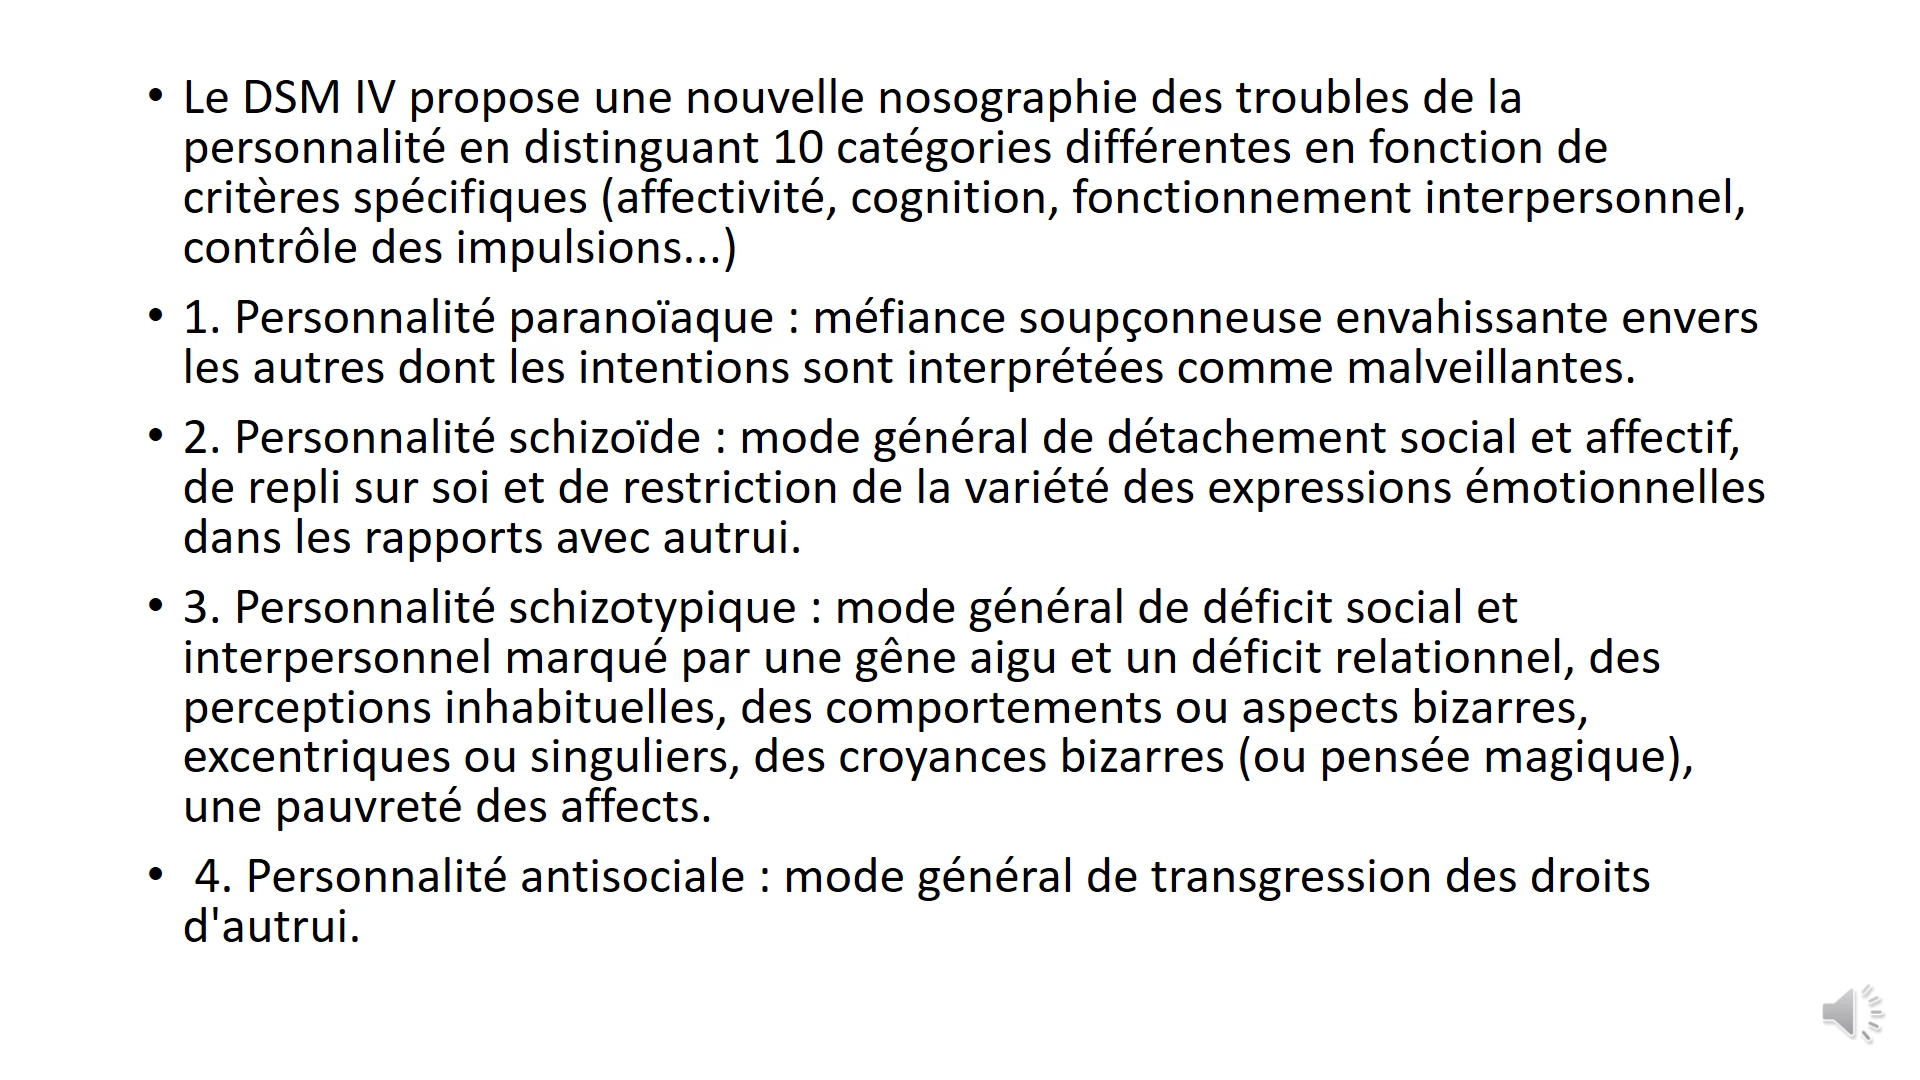 • Le DSM IV propose une nouvelle nosographie des troubles de la
personnalité en distinguant 10 catégories différentes en fonction de
critères spécifiques (affectivité, cognition, fonctionnement interpersonnel,
contrôle des impulsions...)
• 1. Personnalité paranoïaque : méfiance soupçonneuse envahissante envers
les autres dont les intentions sont interprétées comme malveillantes.
• 2. Personnalité schizoïde : mode général de détachement social et affectif,
de repli sur soi et de restriction de la variété des expressions émotionnelles
dans les rapports avec autrui.
• 3. Personnalité schizotypique : mode général de déficit social et
interpersonnel marqué par une gêne aigu et un déficit relationnel, des
perceptions inhabituelles, des comportements ou aspects bizarres,
excentriques ou singuliers, des croyances bizarres (ou pensée magique),
une pauvreté des affects.
• 4. Personnalité antisociale : mode général de transgression des droits
d'autrui.